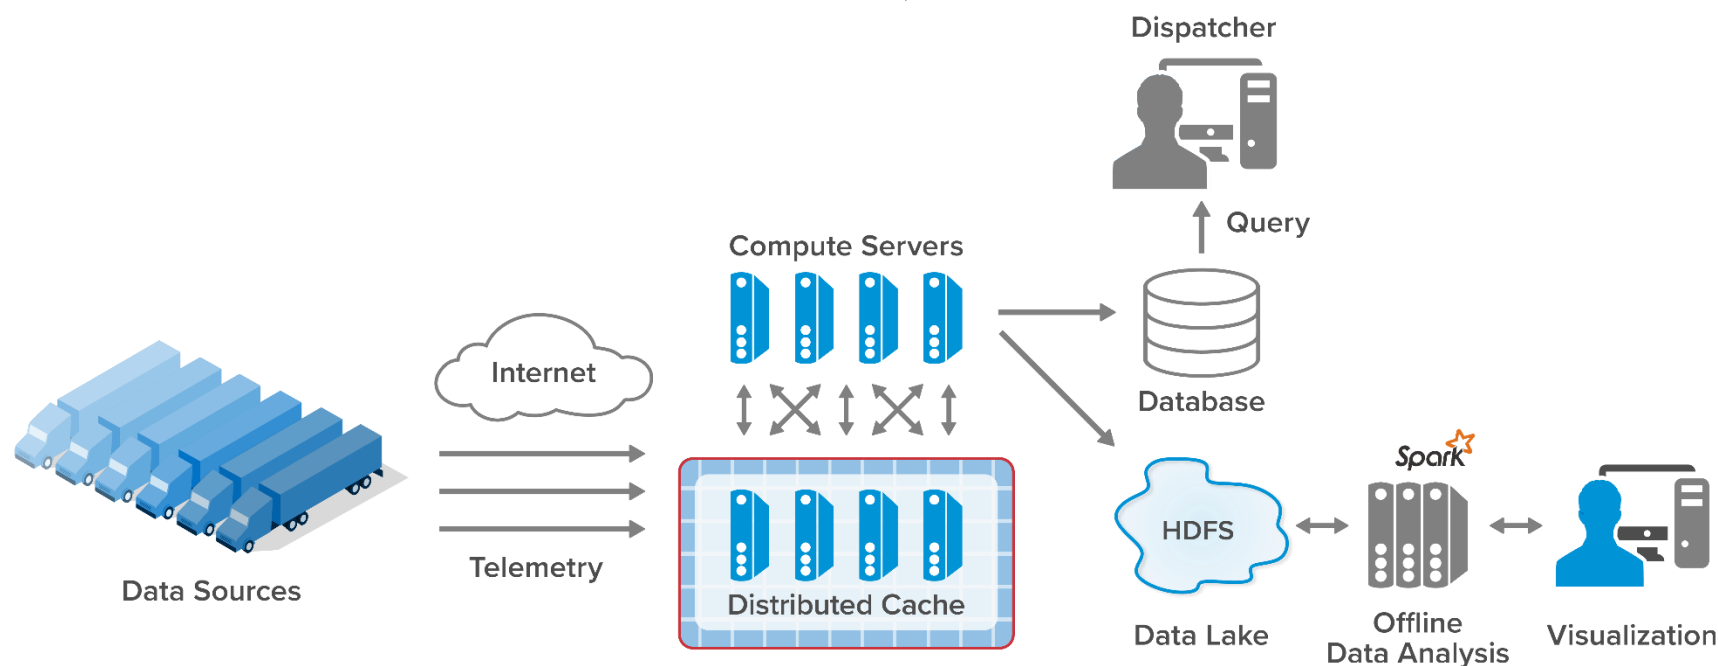 Dispatcher
Query
Compute Servers
Internet
Database
Spark
HDFS
Telemetry
Data Sources
Distributed Cache
Data Lake
Offline
Data Analysis
Visualization